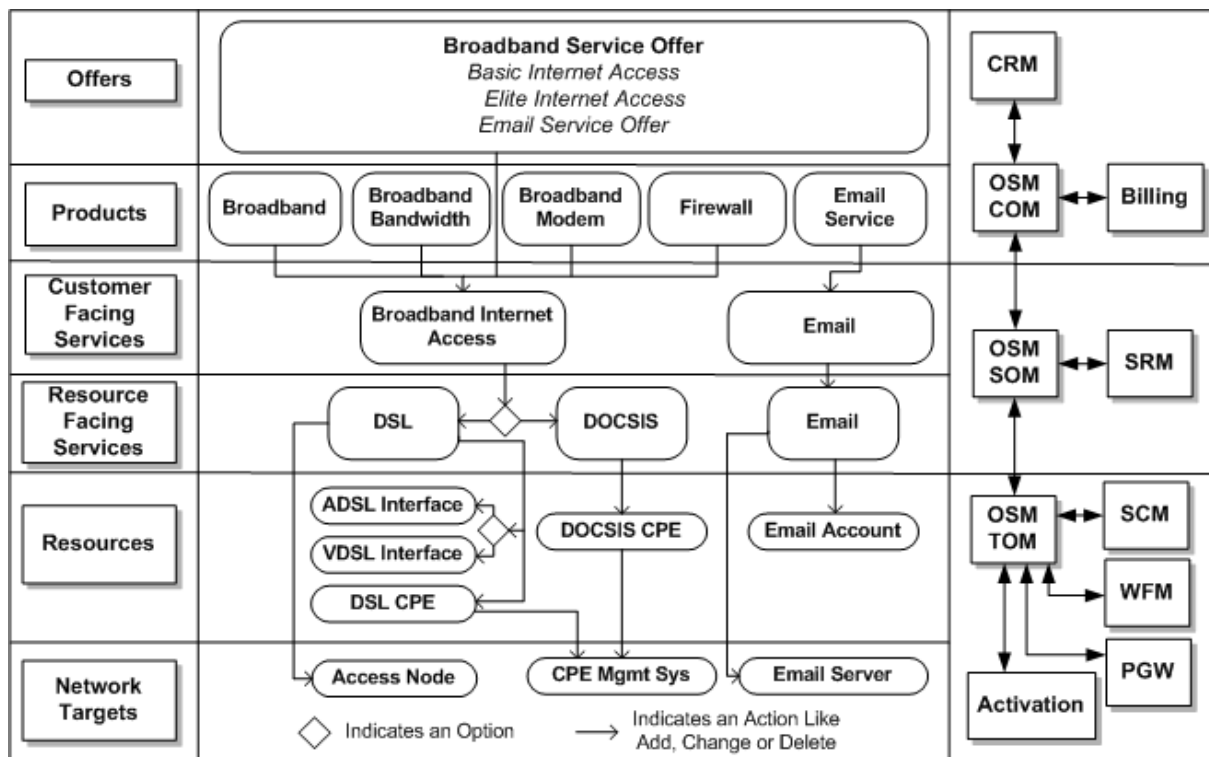 Offers
Broadband Service Offer
Basic Internet Access
Elite Internet Access
Email Service Offer
CRM
Products
Broadband
Broadband
Bandwidth
Broadband
Modem
Firewall
Email
Service
OSM
COM
Billing
Customer
Facing
Services
Broadband Internet
Access
Email
OSM
SOM
SRM
Resource
Facing
Services
DSL
DOCSIS
Email
Resources
ADSL Interface
VDSL Interface
DSL CPE
DOCSIS CPE
Email Account
OSM
TOM
SCM
WFM
PGW
Activation
Network
Targets
Access Node
CPE Mgmt Sys
Email Server
Indicates an Option
Indicates an Action Like
Add, Change or Delete